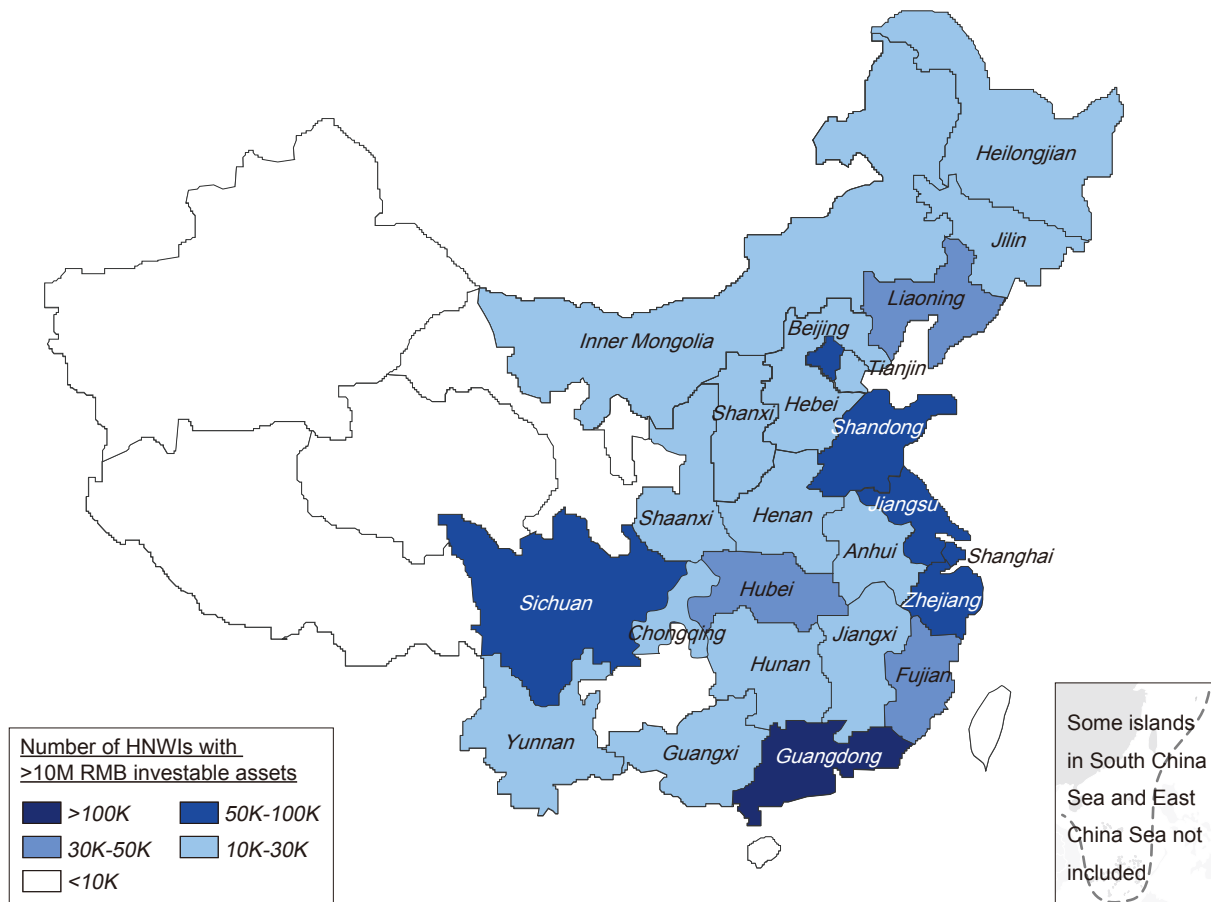 Heilongjian
Jilin
Liaoning
Beijing
Inner Mongolia
Tianjin
Shanxi
Hebei
Shandong
Jiangsu
Shaanxi
Henan
Anhui
Shanghai
Sichuan
Hubei
Zhejiang
Chongqing
Jiangxi
Hunan
Fujian
Yunnan
Guangxi
Guangdong
Number of HNWIs with
>10M RMB investable assets
>100K
50K-100K
30K-50K
10K-30K
<10K
Some islands
in South China
Sea and East
China Sea not
included